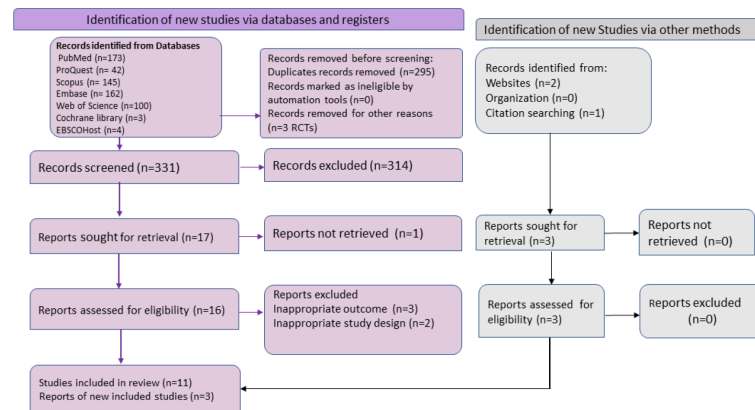 Identification of new studies via databases and registers
Identification of new Studies via other methods
Records identified from Databases
PubMed (n=173)
ProQuest (n= 42)
Scopus (n= 145)
Embase (n= 162)
Web of Science (n=100)
Cochrane library (n=3)
EBSCOHost (n=4)
Records removed before screening:
Duplicates records removed (n=295)
Records marked as ineligible by
automation tools (n=0)
Records removed for other reasons
(n=3 RCTs)
Records identified from:
Websites (n=2)
Organization (n=0)
Citation searching (n=1)
Records screened (n=331)
Records excluded (n=314)
Reports sought for retrieval (n=17)
Reports not retrieved (n=1)
Reports sought for
retrieval (n=3)
Reports not
retrieved (n=0)
Reports assessed for eligibility (n=16)
Reports excluded
Inappropriate outcome (n=3)
Inappropriate study design (n=2)
Reports assessed for
eligibility (n=3)
Reports excluded
(n=0)
Studies included in review (n=11)
Reports of new included studies (n=3)